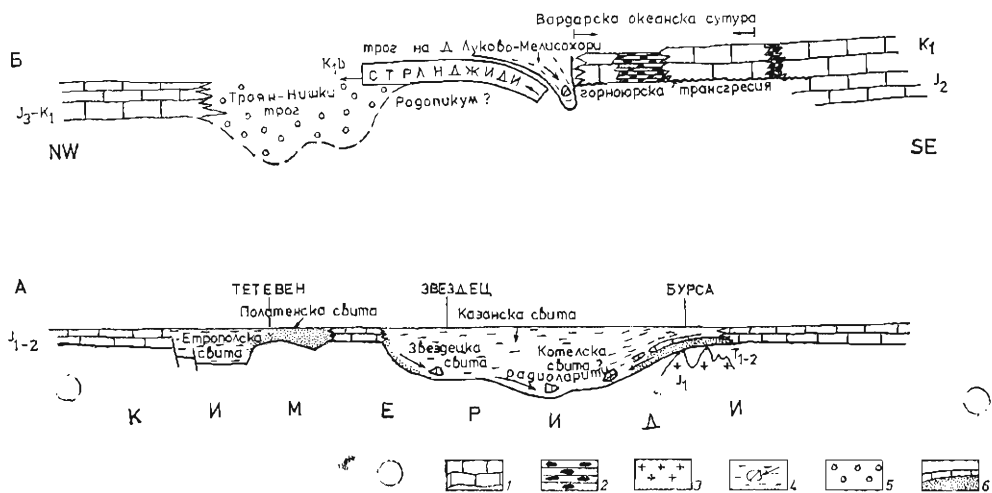 Вардарска океанска сутура
Б
трог на Д Луково-Мелисохори
K₁
K₁b
СТРАНДЖИДИ
J₂
Троян-Нишки
трог
Родопикум ?
горноюрска трансгресия
J₃-K₁
NW
SE
А
ТЕТЕВЕН
ЗВЕЗДЕЦ
БУРСА
Полатенска свита
Казанска свита
J₁₋₂
Етрополска
свита
Звездецка
свита
Котелска
свита ?
радиоларити
T₁₋₂
J₁
К И М Е Р И Д И
1 2 3 4 5 6